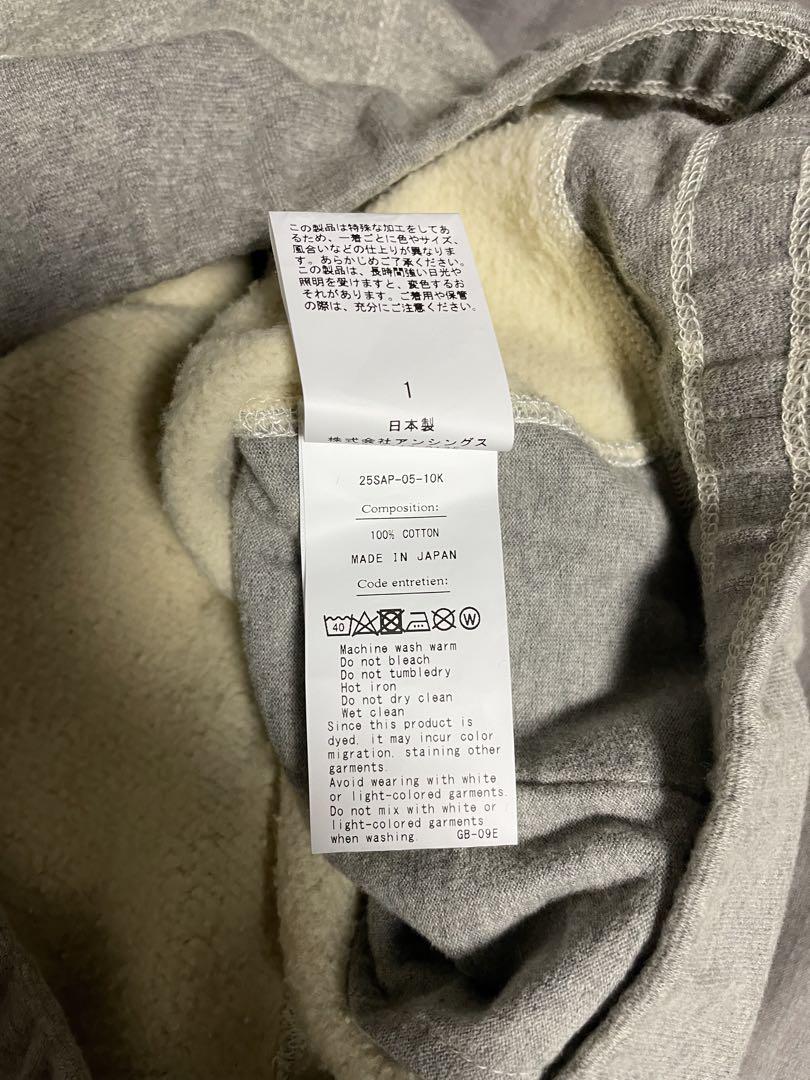 この製品は特殊な加工をしてあ
るため、一着ごとに色やサイズ、
風合いなどの仕上りが異なりま
す。あらかじめご了承ください。
この製品は、長時間強い日光や
照明を受けますと、変色するお
それがあります。ご着用や保管
の際は、充分にご注意ください。
1
日本製
株式会社アンシングス
25SAP-05-10K
Composition:
100% COTTON
MADE IN JAPAN
Code entretien:
40 W
Machine wash warm
Do not bleach
Do not tumbledry
Hot iron
Do not dry clean
Wet clean
Since this product is
dyed, it may incur color
migration, staining other
garments.
Avoid wearing with white
or light-colored garments.
Do not mix with white or
light-colored garments
when washing. GB-09E